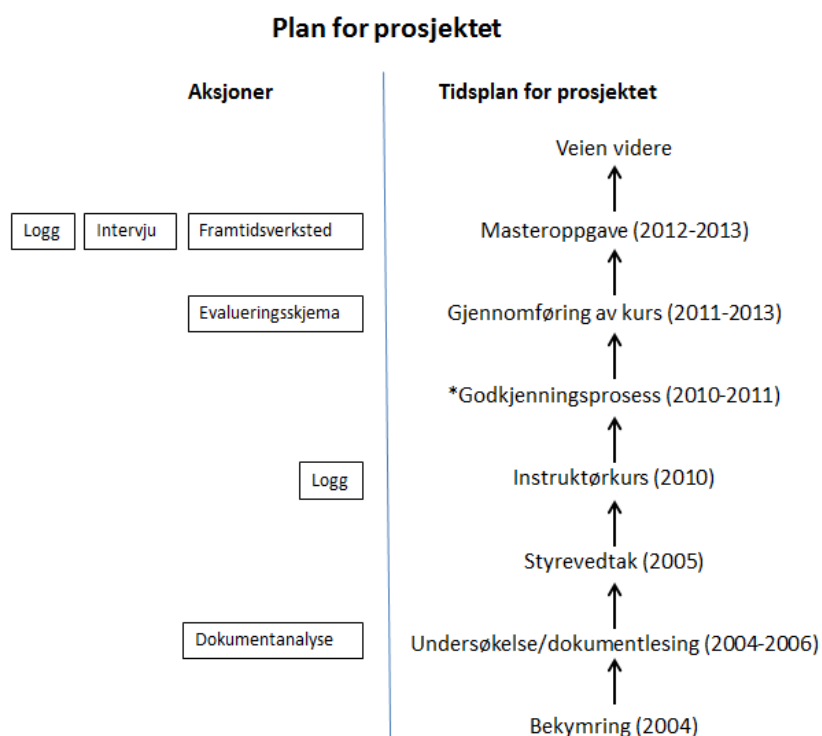 Plan for prosjektet
Aksjoner
Tidsplan for prosjektet
Veien videre
Logg
Intervju
Framtidsverksted
Masteroppgave (2012-2013)
Evalueringsskjema
Gjennomføring av kurs (2011-2013)
*Godkjenningsprosess (2010-2011)
Logg
Instruktørkurs (2010)
Styrevedtak (2005)
Dokumentanalyse
Undersøkelse/dokumentlesing (2004-2006)
Bekymring (2004)